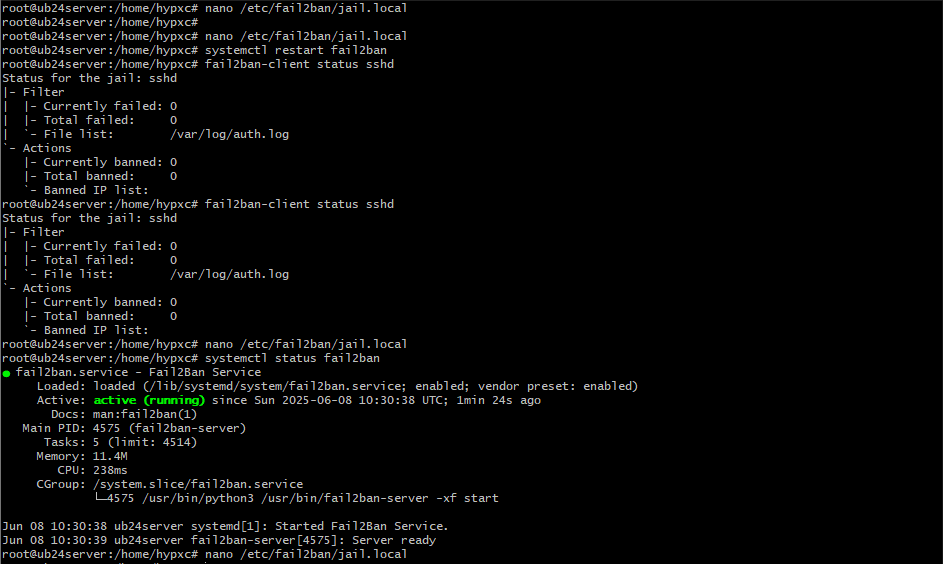 root@ub24server:/home/hypxc# nano /etc/fail2ban/jail.local
root@ub24server:/home/hypxc#
root@ub24server:/home/hypxc# nano /etc/fail2ban/jail.local
root@ub24server:/home/hypxc# systemctl restart fail2ban
root@ub24server:/home/hypxc# fail2ban-client status sshd
Status for the jail: sshd
|- Filter
|  |- Currently failed: 0
|  |- Total failed:     0
|  `- File list:        /var/log/auth.log
`- Actions
   |- Currently banned: 0
   |- Total banned:     0
   `- Banned IP list:
root@ub24server:/home/hypxc# fail2ban-client status sshd
Status for the jail: sshd
|- Filter
|  |- Currently failed: 0
|  |- Total failed:     0
|  `- File list:        /var/log/auth.log
`- Actions
   |- Currently banned: 0
   |- Total banned:     0
   `- Banned IP list:
root@ub24server:/home/hypxc# nano /etc/fail2ban/jail.local
root@ub24server:/home/hypxc# systemctl status fail2ban
● fail2ban.service - Fail2Ban Service
     Loaded: loaded (/lib/systemd/system/fail2ban.service; enabled; vendor preset: enabled)
     Active: active (running) since Sun 2025-06-08 10:30:38 UTC; 1min 24s ago
       Docs: man:fail2ban(1)
   Main PID: 4575 (fail2ban-server)
      Tasks: 5 (limit: 4514)
     Memory: 11.4M
        CPU: 238ms
     CGroup: /system.slice/fail2ban.service
             └─4575 /usr/bin/python3 /usr/bin/fail2ban-server -xf start

Jun 08 10:30:38 ub24server systemd[1]: Started Fail2Ban Service.
Jun 08 10:30:39 ub24server fail2ban-server[4575]: Server ready
root@ub24server:/home/hypxc# nano /etc/fail2ban/jail.local